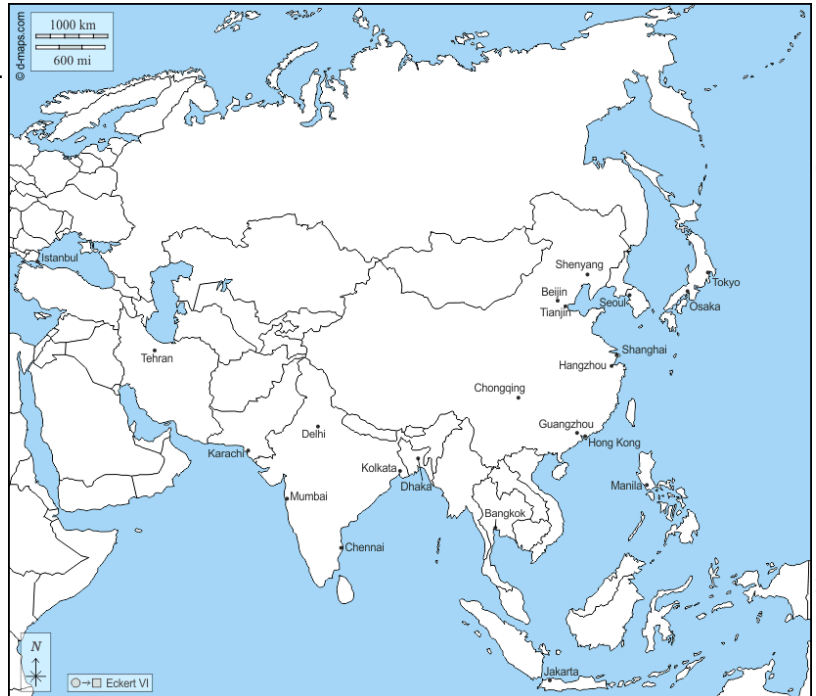 © d-maps.com
1000 km
600 mi
Istanbul
Shenyang
Tokyo
Beijin
Tianjin
Seoul
Osaka
Shanghai
Tehran
Hangzhou
Chongqing
Guangzhou
Delhi
Hong Kong
Karachi
Kolkata
Dhaka
Manila
Mumbai
Bangkok
Chennai
N
Jakarta
Eckert VI